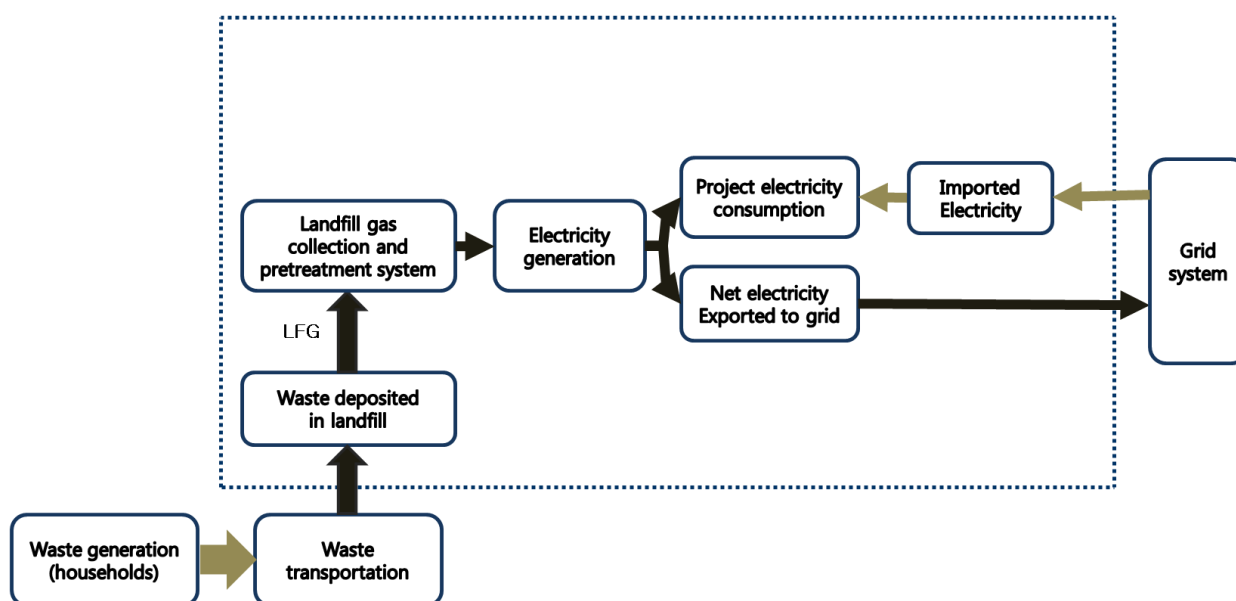 Project electricity
consumption
Imported
Electricity
Landfill gas
collection and
pretreatment system
Electricity
generation
Grid
system
Net electricity
Exported to grid
LFG
Waste deposited
in landfill
Waste generation
(households)
Waste
transportation